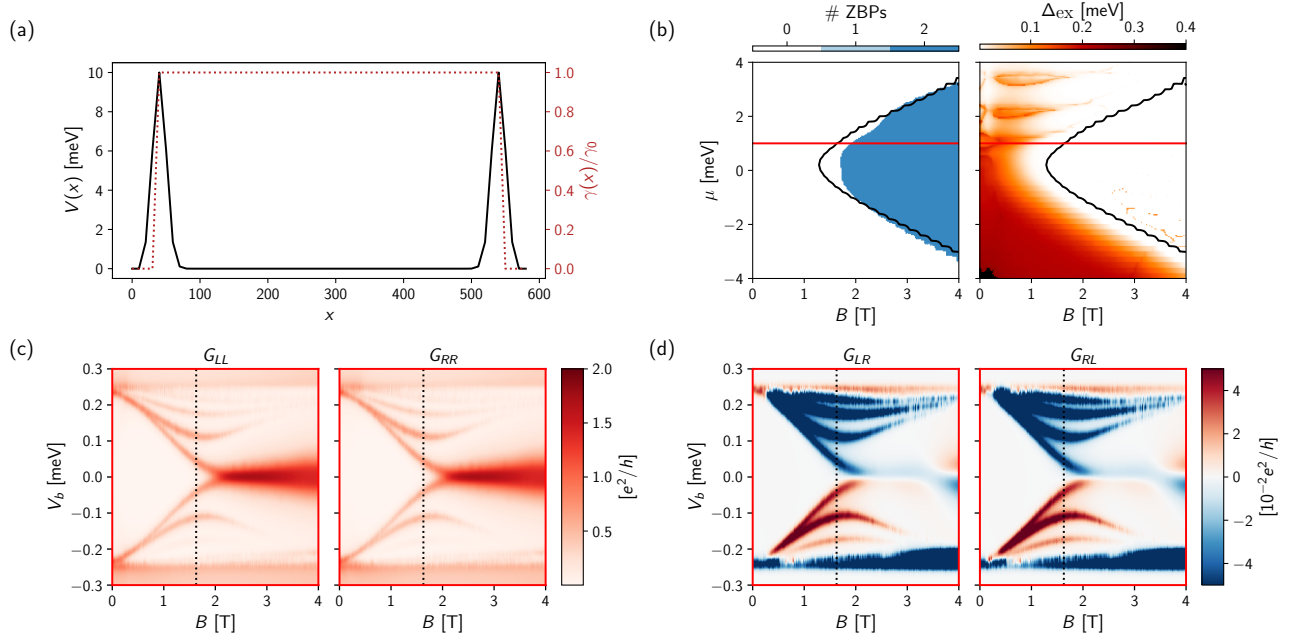 (a)
V(x) [meV]
10
8
6
4
2
0
1.0
0.8
0.6
0.4
0.2
0.0
γ(x)/γ0
0 100 200 300 400 500 600
x
(b)
# ZBPs
0 1 2
Δex [meV]
0.1 0.2 0.3 0.4
μ [meV]
4
2
0
−2
−4
0 1 2 3 4
B [T]
0 1 2 3 4
B [T]
(c)
GLL
GRR
Vb [meV]
0.3
0.2
0.1
0.0
−0.1
−0.2
−0.3
0 1 2 3 4
B [T]
0 1 2 3 4
B [T]
2.0
1.5
1.0
0.5
[e²/h]
(d)
GLR
GRL
Vb [meV]
0.3
0.2
0.1
0.0
−0.1
−0.2
−0.3
0 1 2 3 4
B [T]
0 1 2 3 4
B [T]
4
2
0
−2
−4
[10⁻²e²/h]